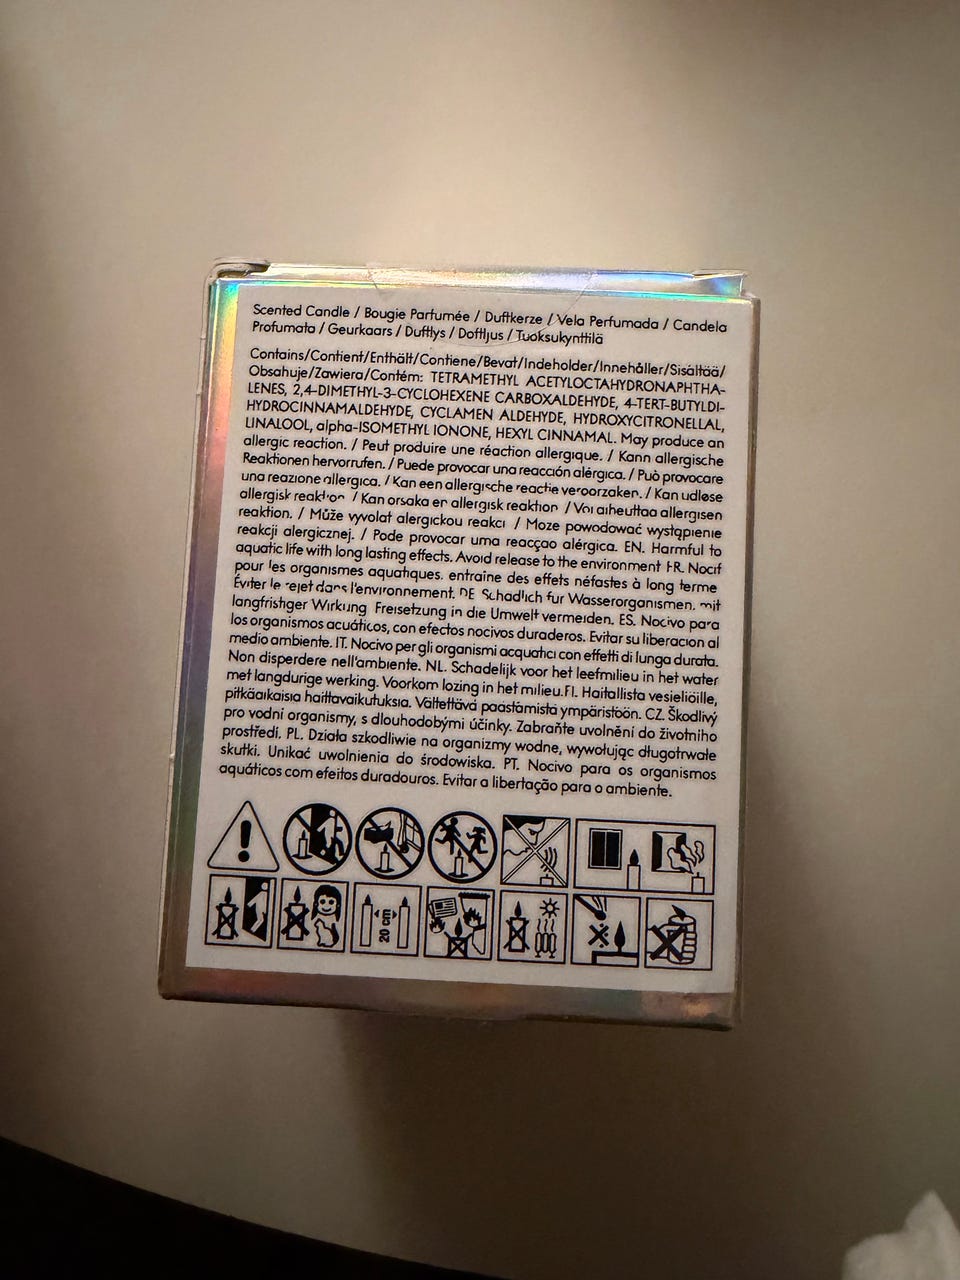 Scented Candle / Bougie Parfumée / Duftkerze / Vela Perfumada / Candela
Profumata / Geurkaars / Duftlys / Doftljus / Tuoksukynttilä
Contains/Contient/Enthält/Contiene/Bevat/Indeholder/Innehåller/Sisältää/
Obsahuje/Zawiera/Contém: TETRAMETHYL ACETYLOCTAHYDRONAPHTHA-
LENES, 2,4-DIMETHYL-3-CYCLOHEXENE CARBOXALDEHYDE, 4-TERT-BUTYLDI-
HYDROCINNAMALDEHYDE, CYCLAMEN ALDEHYDE, HYDROXYCITRONELLAL,
LINALOOL, alpha-ISOMETHYL IONONE, HEXYL CINNAMAL. May produce an
allergic reaction. / Peut produire une réaction allergique. / Kann allergische
Reaktionen hervorrufen. / Puede provocar una reacción alérgica. / Può provocare
una reazione allergica. / Kan een allergische reactie veroorzaken. / Kan udløse
allergisk reaktion / Kan orsaka en allergisk reaktion / Voi aiheuttaa allergisen
reaktion. / Může vyvolat alergickou reakci / Może powodować wystąpienie
reakcji alergicznej. / Pode provocar uma reacção alérgica. EN. Harmful to
aquatic life with long lasting effects. Avoid release to the environment FR. Nocif
pour les organismes aquatiques, entraîne des effets néfastes à long terme
Éviter le rejet dans l'environnement. DE Schädlich für Wasserorganismen, mit
langfristiger Wirkung Freisetzung in die Umwelt vermeiden. ES. Nocivo para
los organismos acuáticos, con efectos nocivos duraderos. Evitar su liberación al
medio ambiente. IT. Nocivo per gli organismi acquatici con effetti di lunga durata.
Non disperdere nell'ambiente. NL. Schadelijk voor het leefmilieu in het water
met langdurige werking. Voorkom lozing in het milieu. FI. Haitallista vesieliöille,
pitkäaikaisia haittavaikutuksia. Vältettävä päästämistä ympäristöön. CZ. Škodlivý
pro vodní organismy, s dlouhodobými účinky. Zabraňte uvolnění do životního
prostředí. PL. Działa szkodliwie na organizmy wodne, wywołując długotrwałe
skutki. Unikać uwolnienia do środowiska. PT. Nocivo para os organismos
aquáticos com efeitos duradouros. Evitar a libertação para o ambiente.
20 cm